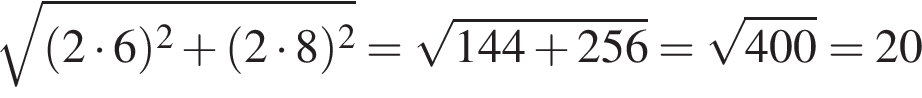 √((2 · 6)² + (2 · 8)²) = √(144 + 256) = √400 = 20